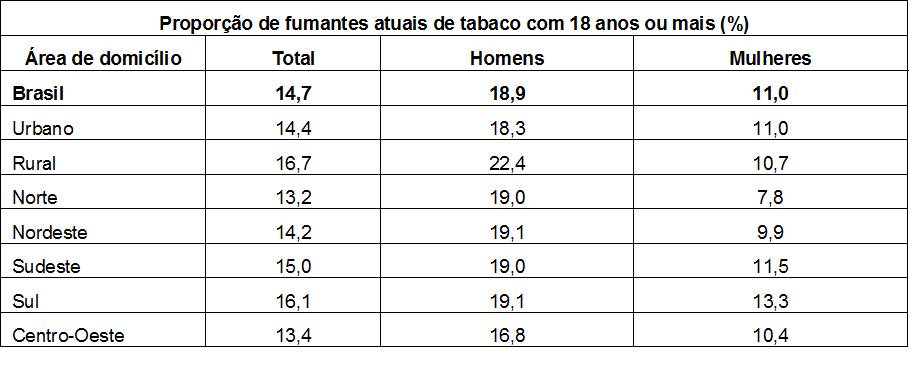 Proporção de fumantes atuais de tabaco com 18 anos ou mais (%)
Área de domicílio Total Homens Mulheres
Brasil 14,7 18,9 11,0
Urbano 14,4 18,3 11,0
Rural 16,7 22,4 10,7
Norte 13,2 19,0 7,8
Nordeste 14,2 19,1 9,9
Sudeste 15,0 19,0 11,5
Sul 16,1 19,1 13,3
Centro-Oeste 13,4 16,8 10,4